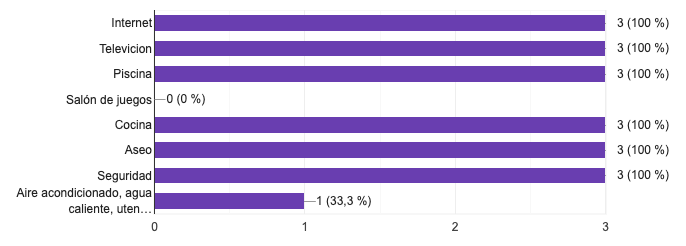 Internet 3 (100 %)
Televicion 3 (100 %)
Piscina 3 (100 %)
Salón de juegos 0 (0 %)
Cocina 3 (100 %)
Aseo 3 (100 %)
Seguridad 3 (100 %)
Aire acondicionado, agua
caliente, uten… 1 (33,3 %)
0 1 2 3